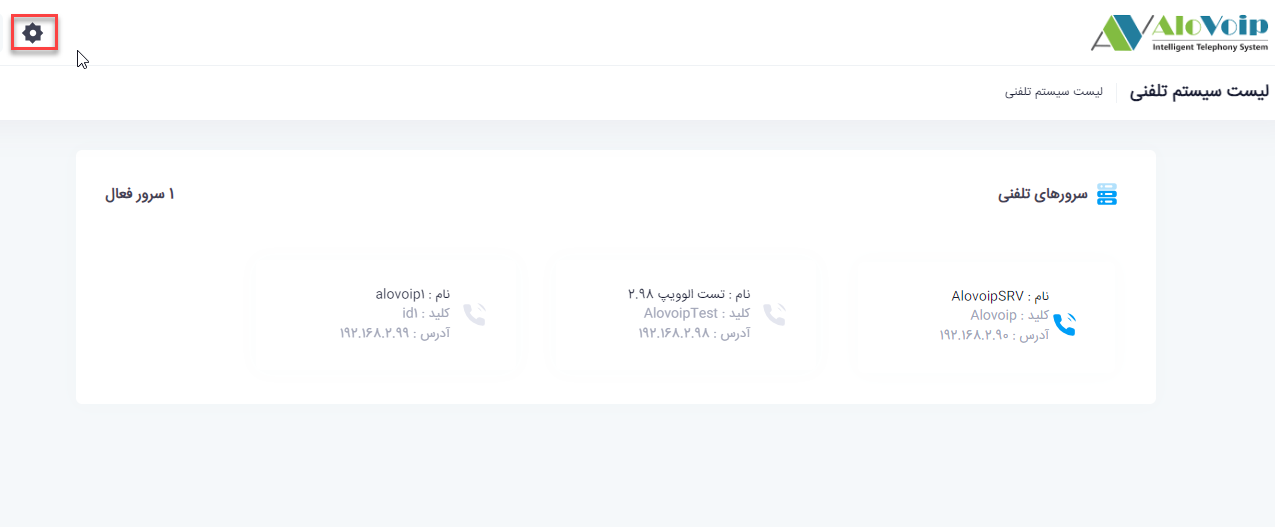 AloVoip
Intelligent Telephony System
لیست سیستم تلفنی
لیست سیستم تلفنی
سرورهای تلفنی
۱ سرور فعال
نام : AlovoipSRV
کلید : Alovoip
آدرس : ۱۹۲.۱۶۸.۲.۹۰
نام : تست الوویپ ۲.۹۸
کلید : AlovoipTest
آدرس : ۱۹۲.۱۶۸.۲.۹۸
نام : alovoip۱
کلید : id۱
آدرس : ۱۹۲.۱۶۸.۲.۹۹